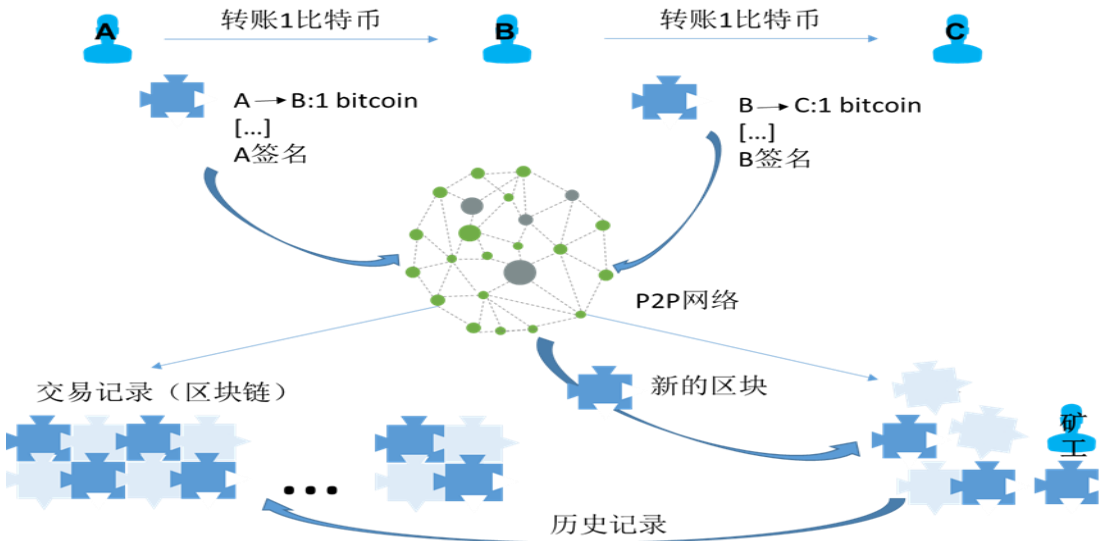 A
转账1比特币
B
转账1比特币
C
A → B:1 bitcoin
[...]
A签名
B → C:1 bitcoin
[...]
B签名
P2P网络
交易记录（区块链）
新的区块
矿
工
...
历史记录